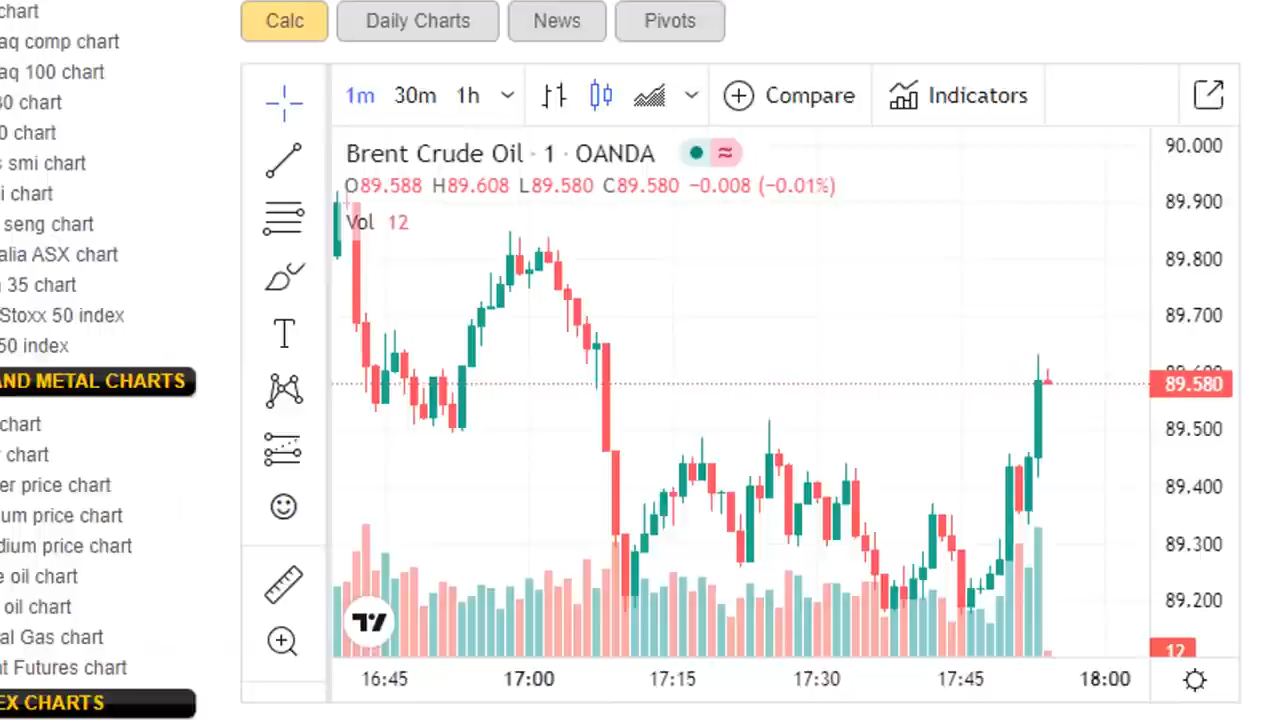 chart
Calc Daily Charts News Pivots
aq comp chart
aq 100 chart
30 chart
0 chart
s smi chart
i chart
seng chart
alia ASX chart
35 chart
Stoxx 50 index
50 index
AND METAL CHARTS
chart
chart
er price chart
um price chart
dium price chart
e oil chart
oil chart
al Gas chart
t Futures chart
EX CHARTS
1m 30m 1h Compare Indicators
Brent Crude Oil · 1 · OANDA
O89.588 H89.608 L89.580 C89.580 −0.008 (−0.01%)
Vol 12
T
90.000
89.900
89.800
89.700
89.580
89.500
89.400
89.300
89.200
12
16:45 17:00 17:15 17:30 17:45 18:00